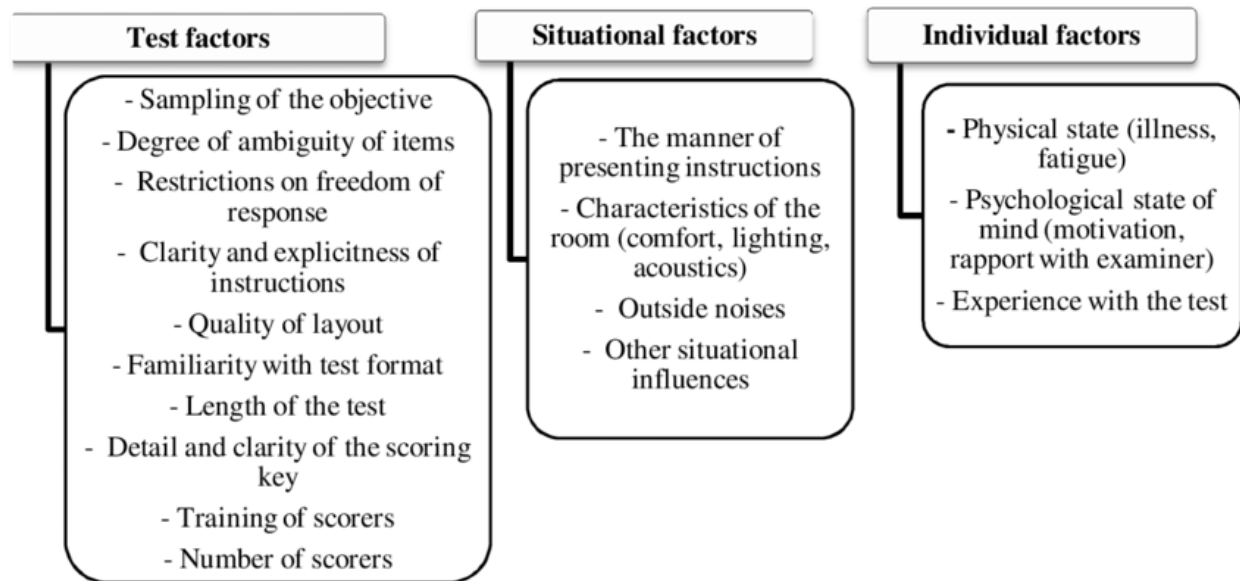 Test factors
- Sampling of the objective
- Degree of ambiguity of items
- Restrictions on freedom of
response
- Clarity and explicitness of
instructions
- Quality of layout
- Familiarity with test format
- Length of the test
- Detail and clarity of the scoring
key
- Training of scorers
- Number of scorers
Situational factors
- The manner of
presenting instructions
- Characteristics of the
room (comfort, lighting,
acoustics)
- Outside noises
- Other situational
influences
Individual factors
- Physical state (illness,
fatigue)
- Psychological state of
mind (motivation,
rapport with examiner)
- Experience with the test